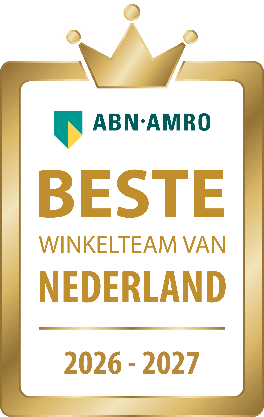 ABN·AMRO
BESTE
WINKELTEAM VAN
NEDERLAND
2026 - 2027